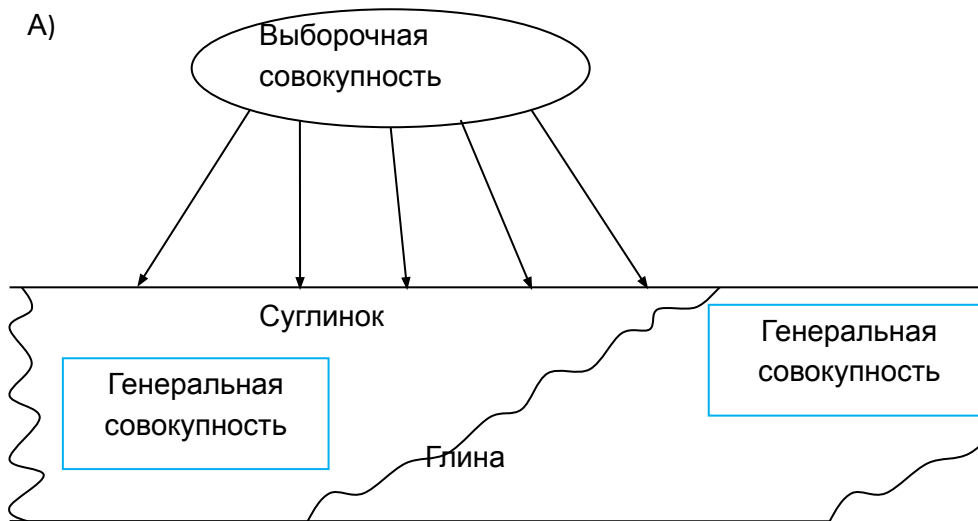 А)
Выборочная
совокупность
Суглинок
Генеральная
совокупность
Генеральная
совокупность
Глина